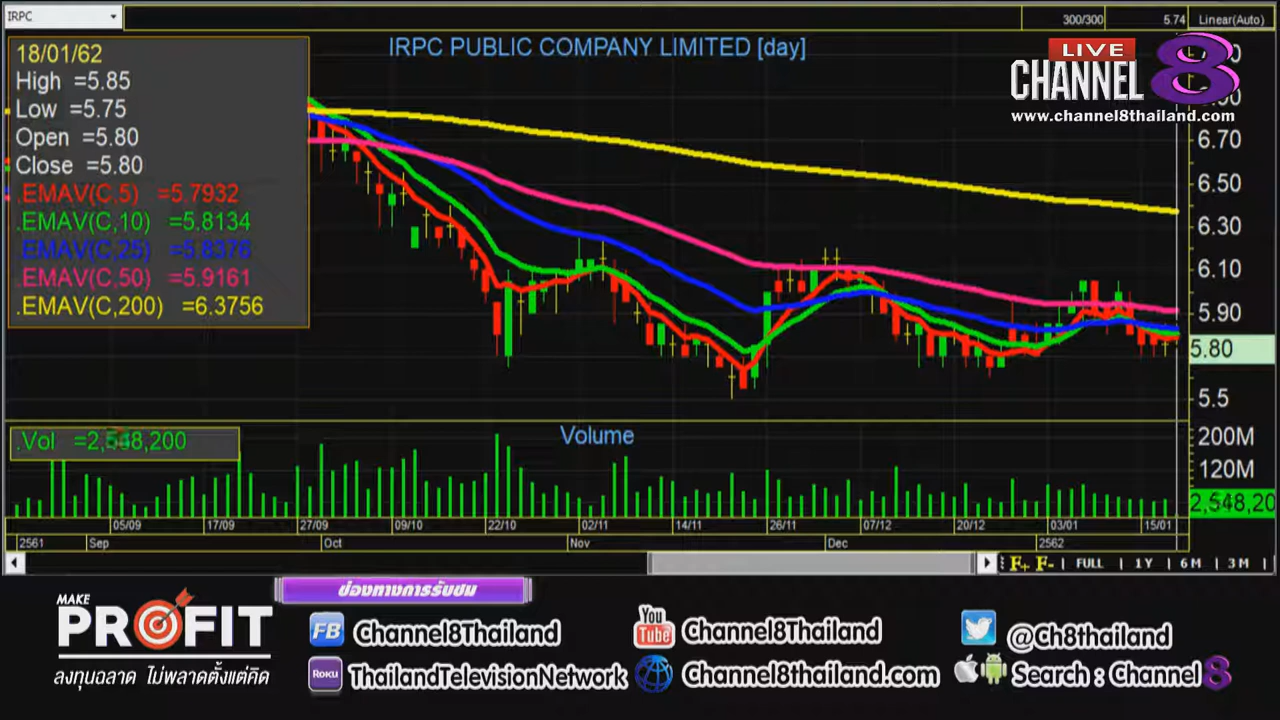 IRPC
300/300
5.74
Linear(Auto)
18/01/62
High =5.85
Low =5.75
Open =5.80
Close =5.80
.EMAV(C,5) =5.7932
.EMAV(C,10) =5.8134
.EMAV(C,25) =5.8376
.EMAV(C,50) =5.9161
.EMAV(C,200) =6.3756
IRPC PUBLIC COMPANY LIMITED [day]
LIVE
CHANNEL 8
www.channel8thailand.com
6.70
6.50
6.30
6.10
5.90
5.80
5.5
.Vol =2,548,200
Volume
200M
120M
2,548,20
05/09 17/09 27/09 09/10 22/10 02/11 14/11 26/11 07/12 20/12 03/01 15/01
2561 Sep Oct Nov Dec 2562
F+ F- FULL 1Y 6M 3M
MAKE
PROFIT
ลงทุนฉลาด ไม่พลาดตั้งแต่คิด
ช่องทางการรับชม
FB Channel8Thailand
You Tube Channel8Thailand
@Ch8thailand
Roku ThailandTelevisionNetwork
Channel8thailand.com
Search : Channel 8